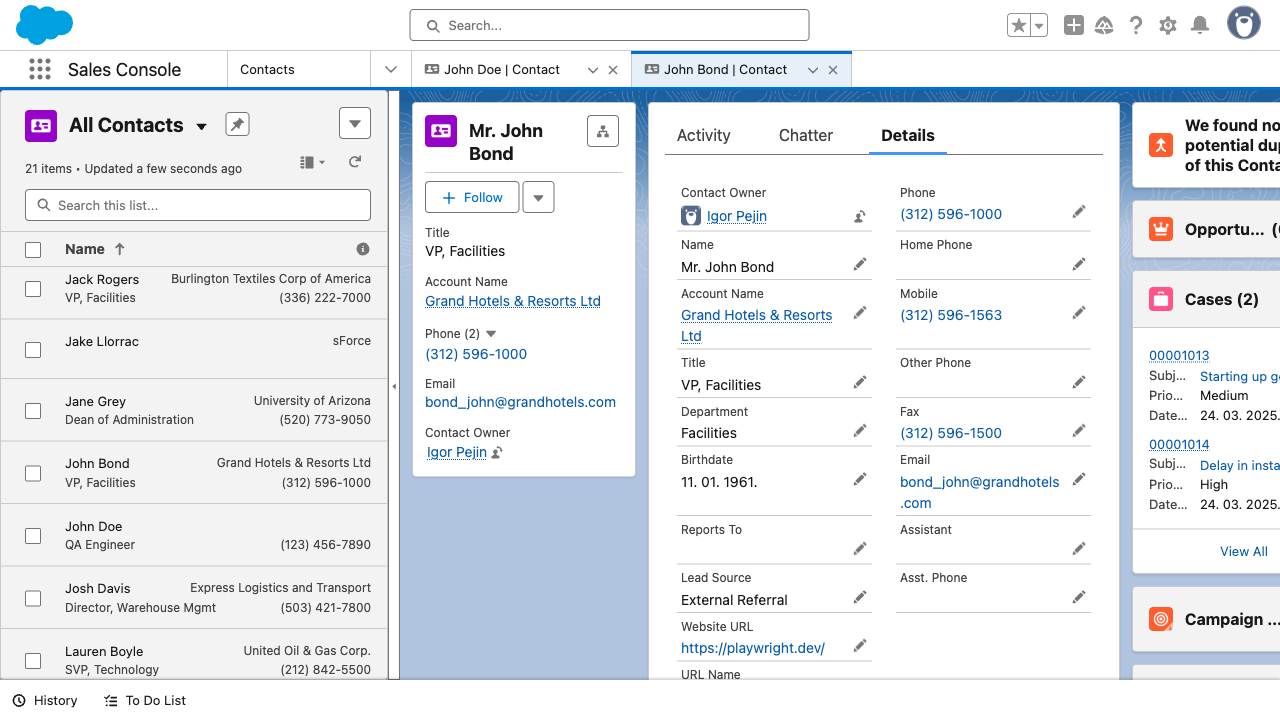 Search...
Sales Console
Contacts
John Doe | Contact
John Bond | Contact
All Contacts
21 items • Updated a few seconds ago
Search this list...
Name
Jack Rogers
Burlington Textiles Corp of America
VP, Facilities
(336) 222-7000
Jake Llorrac
sForce
Jane Grey
University of Arizona
Dean of Administration
(520) 773-9050
John Bond
Grand Hotels & Resorts Ltd
VP, Facilities
(312) 596-1000
John Doe
QA Engineer
(123) 456-7890
Josh Davis
Express Logistics and Transport
Director, Warehouse Mgmt
(503) 421-7800
Lauren Boyle
United Oil & Gas Corp.
SVP, Technology
(212) 842-5500
Mr. John
Bond
Follow
Title
VP, Facilities
Account Name
Grand Hotels & Resorts Ltd
Phone (2)
(312) 596-1000
Email
bond_john@grandhotels.com
Contact Owner
Igor Pejin
Activity
Chatter
Details
Contact Owner
Igor Pejin
Phone
(312) 596-1000
Name
Mr. John Bond
Home Phone
Account Name
Grand Hotels & Resorts
Ltd
Mobile
(312) 596-1563
Title
VP, Facilities
Other Phone
Department
Facilities
Fax
(312) 596-1500
Birthdate
11. 01. 1961.
Email
bond_john@grandhotels
.com
Reports To
Assistant
Lead Source
External Referral
Asst. Phone
Website URL
https://playwright.dev/
URL Name
We found no
potential dup
of this Conta
Opportu... (
Cases (2)
00001013
Subj... Starting up g
Prio... Medium
Date... 24. 03. 2025.
00001014
Subj... Delay in insta
Prio... High
Date... 24. 03. 2025.
View All
Campaign ...
History
To Do List